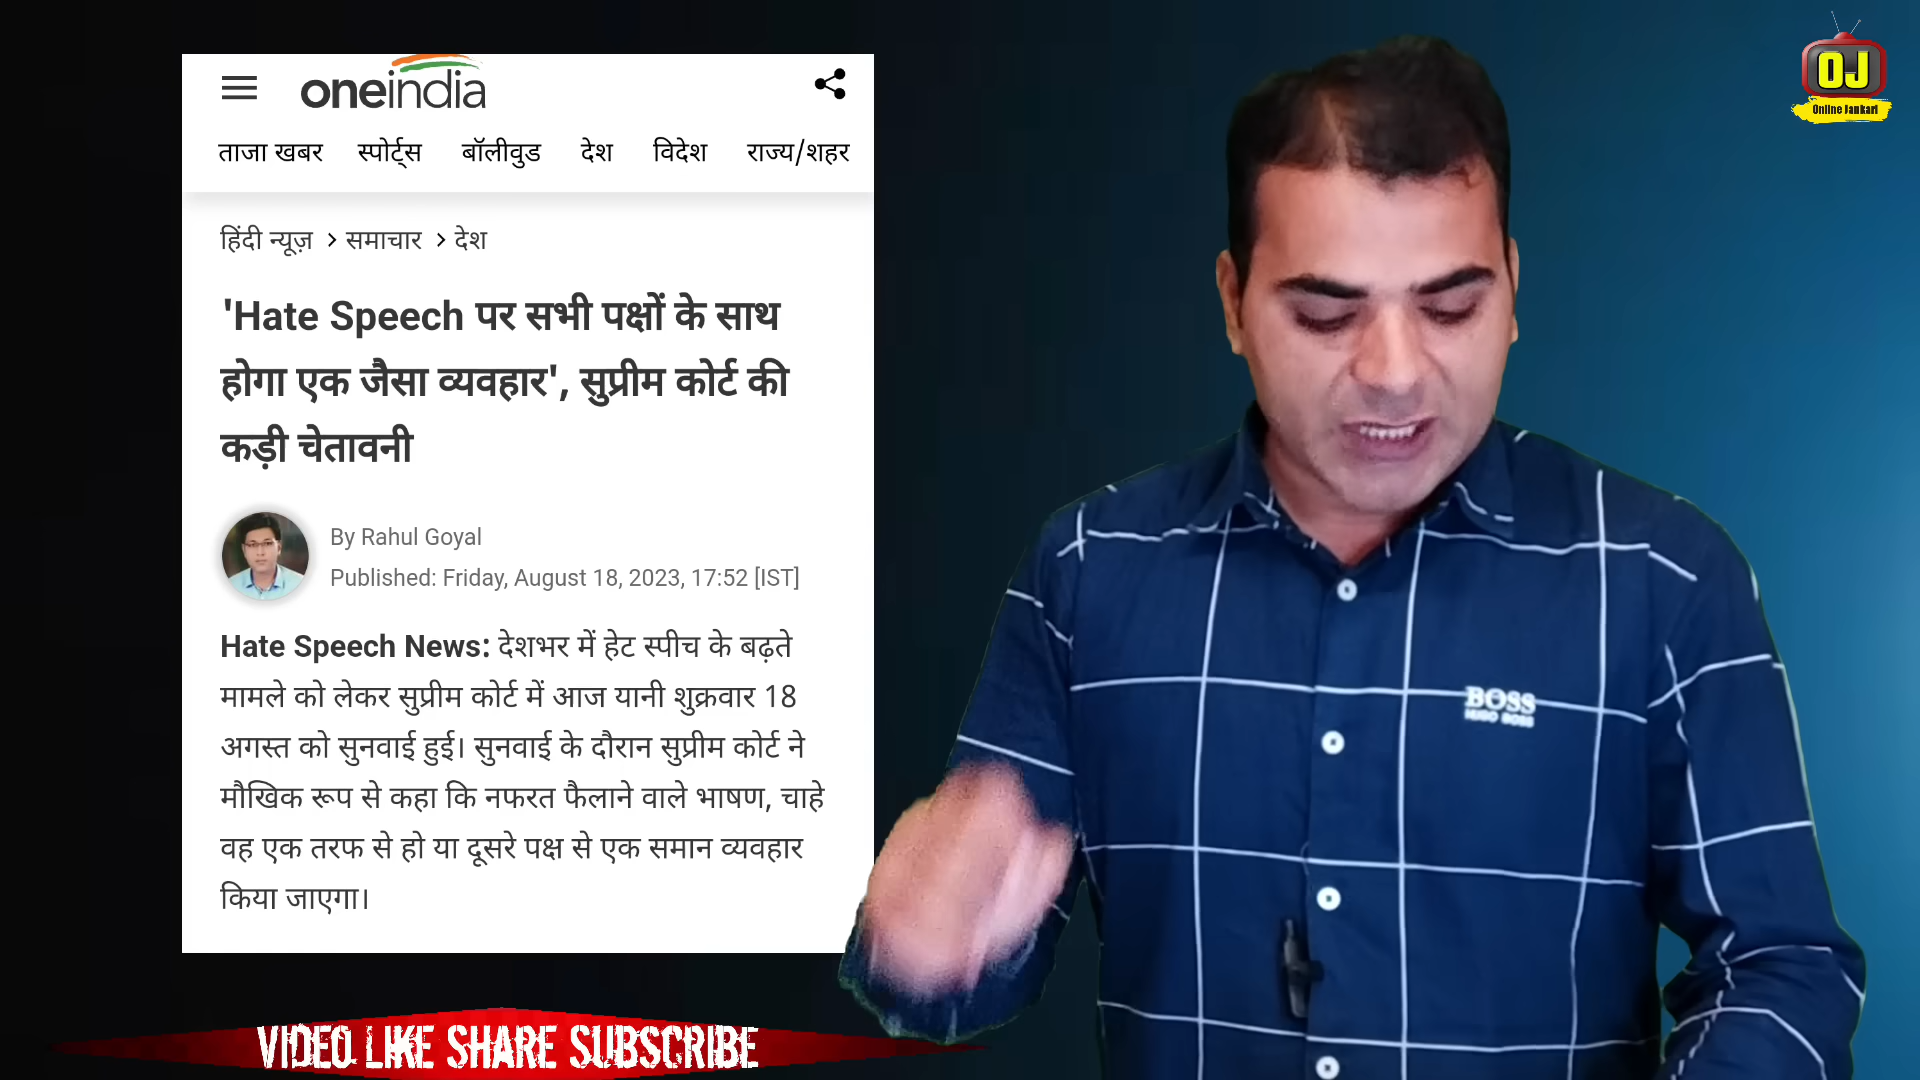 oneindia
ताजा खबर स्पोर्ट्स बॉलीवुड देश विदेश राज्य/शहर
हिंदी न्यूज़ > समाचार > देश
'Hate Speech पर सभी पक्षों के साथ
होगा एक जैसा व्यवहार', सुप्रीम कोर्ट की
कड़ी चेतावनी
By Rahul Goyal
Published: Friday, August 18, 2023, 17:52 [IST]
Hate Speech News: देशभर में हेट स्पीच के बढ़ते
मामले को लेकर सुप्रीम कोर्ट में आज यानी शुक्रवार 18
अगस्त को सुनवाई हुई। सुनवाई के दौरान सुप्रीम कोर्ट ने
मौखिक रूप से कहा कि नफरत फैलाने वाले भाषण, चाहे
वह एक तरफ से हो या दूसरे पक्ष से एक समान व्यवहार
किया जाएगा।
OJ
Online Jankari
BOSS
HUGO BOSS
VIDEO LIKE SHARE SUBSCRIBE